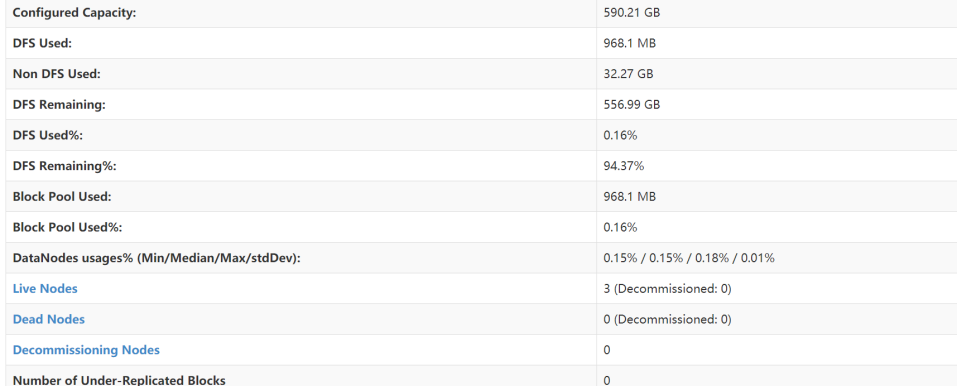 Configured Capacity: 590.21 GB
DFS Used: 968.1 MB
Non DFS Used: 32.27 GB
DFS Remaining: 556.99 GB
DFS Used%: 0.16%
DFS Remaining%: 94.37%
Block Pool Used: 968.1 MB
Block Pool Used%: 0.16%
DataNodes usages% (Min/Median/Max/stdDev): 0.15% / 0.15% / 0.18% / 0.01%
Live Nodes 3 (Decommissioned: 0)
Dead Nodes 0 (Decommissioned: 0)
Decommissioning Nodes 0
Number of Under-Replicated Blocks 0